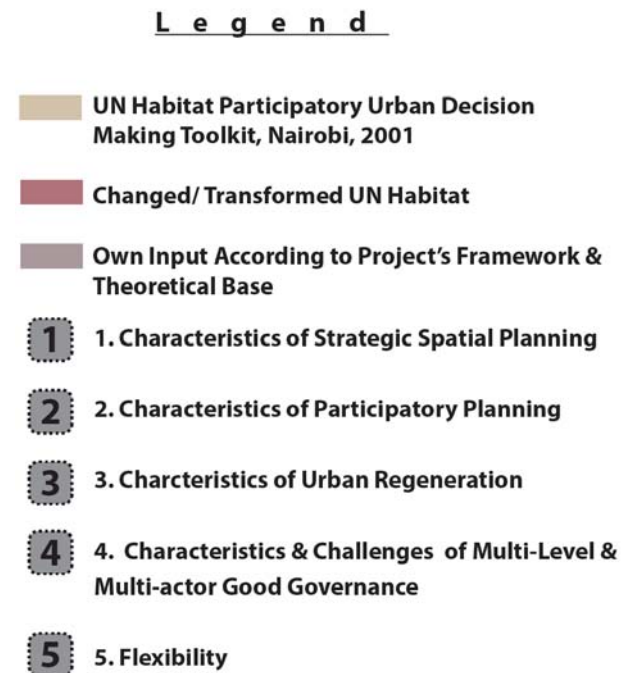 Legend
UN Habitat Participatory Urban Decision
Making Toolkit, Nairobi, 2001
Changed/ Transformed UN Habitat
Own Input According to Project's Framework &
Theoretical Base
1 1. Characteristics of Strategic Spatial Planning
2 2. Characteristics of Participatory Planning
3 3. Charcteristics of Urban Regeneration
4 4. Characteristics & Challenges of Multi-Level &
Multi-actor Good Governance
5 5. Flexibility